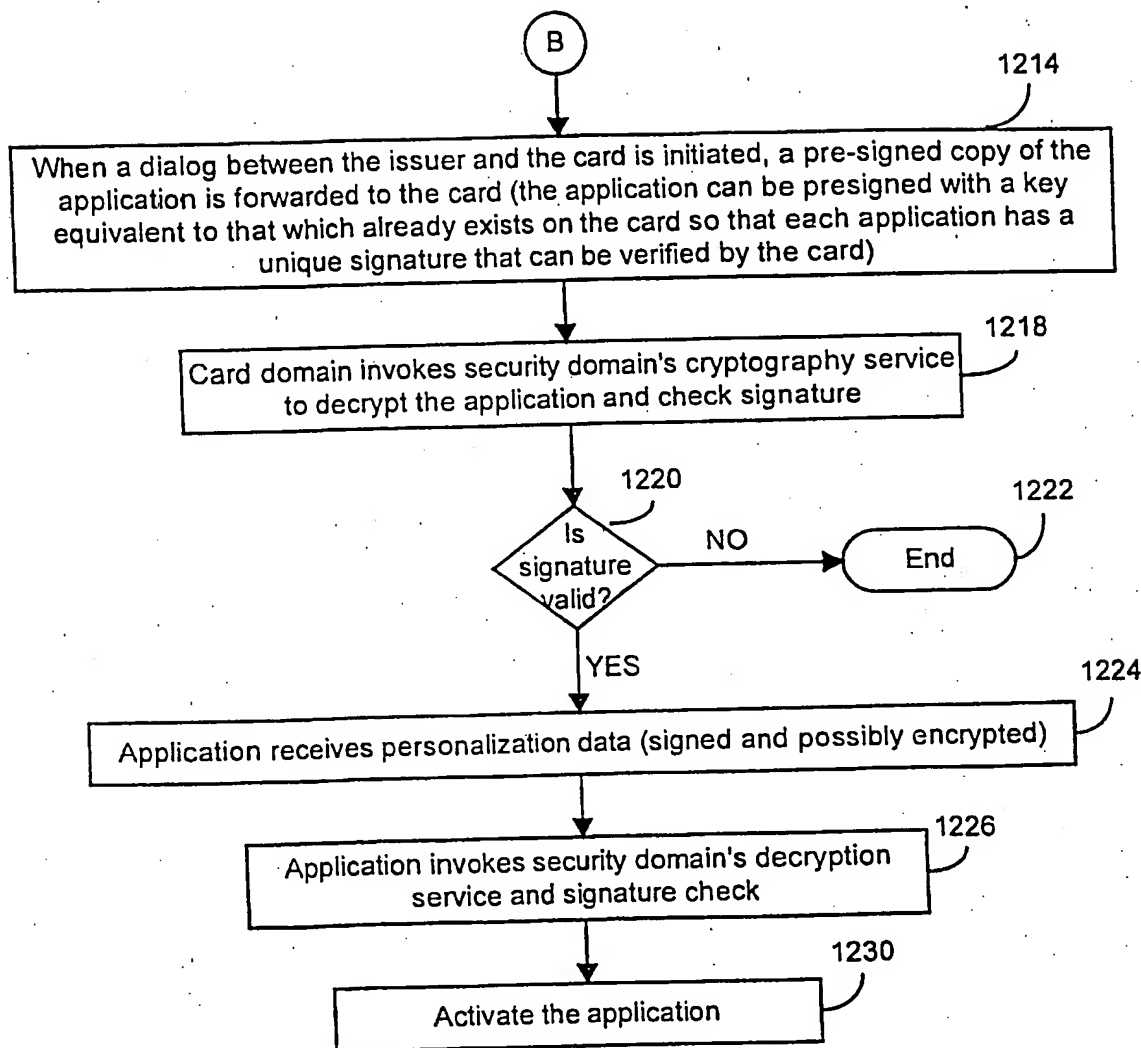 B
1214
When a dialog between the issuer and the card is initiated, a pre-signed copy of the
application is forwarded to the card (the application can be presigned with a key
equivalent to that which already exists on the card so that each application has a
unique signature that can be verified by the card)
1218
Card domain invokes security domain's cryptography service
to decrypt the application and check signature
1220
Is
signature
valid?
NO
1222
End
YES
1224
Application receives personalization data (signed and possibly encrypted)
1226
Application invokes security domain's decryption
service and signature check
1230
Activate the application